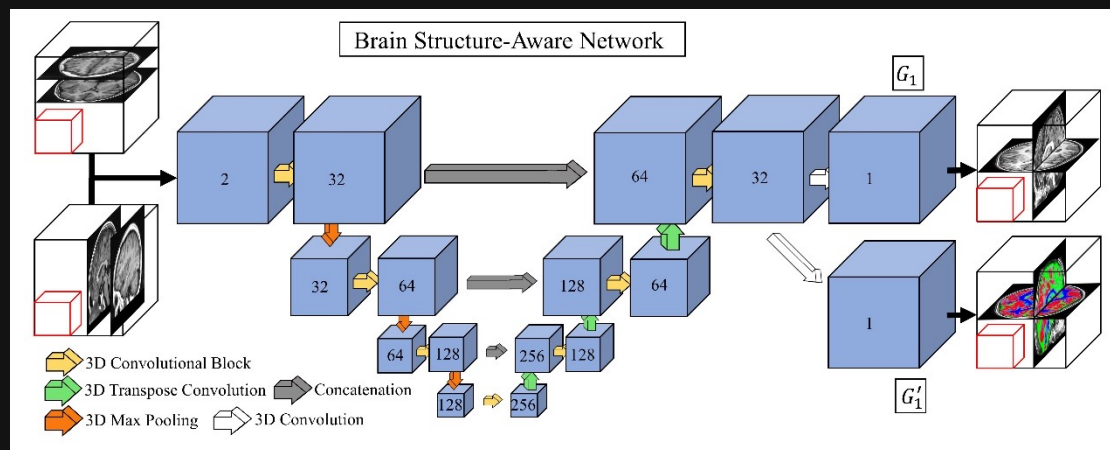 Brain Structure-Aware Network
G₁
2
32
64
32
1
32
64
128
64
1
64
128
256
128
128
256
G′₁
3D Convolutional Block
3D Transpose Convolution
Concatenation
3D Max Pooling
3D Convolution